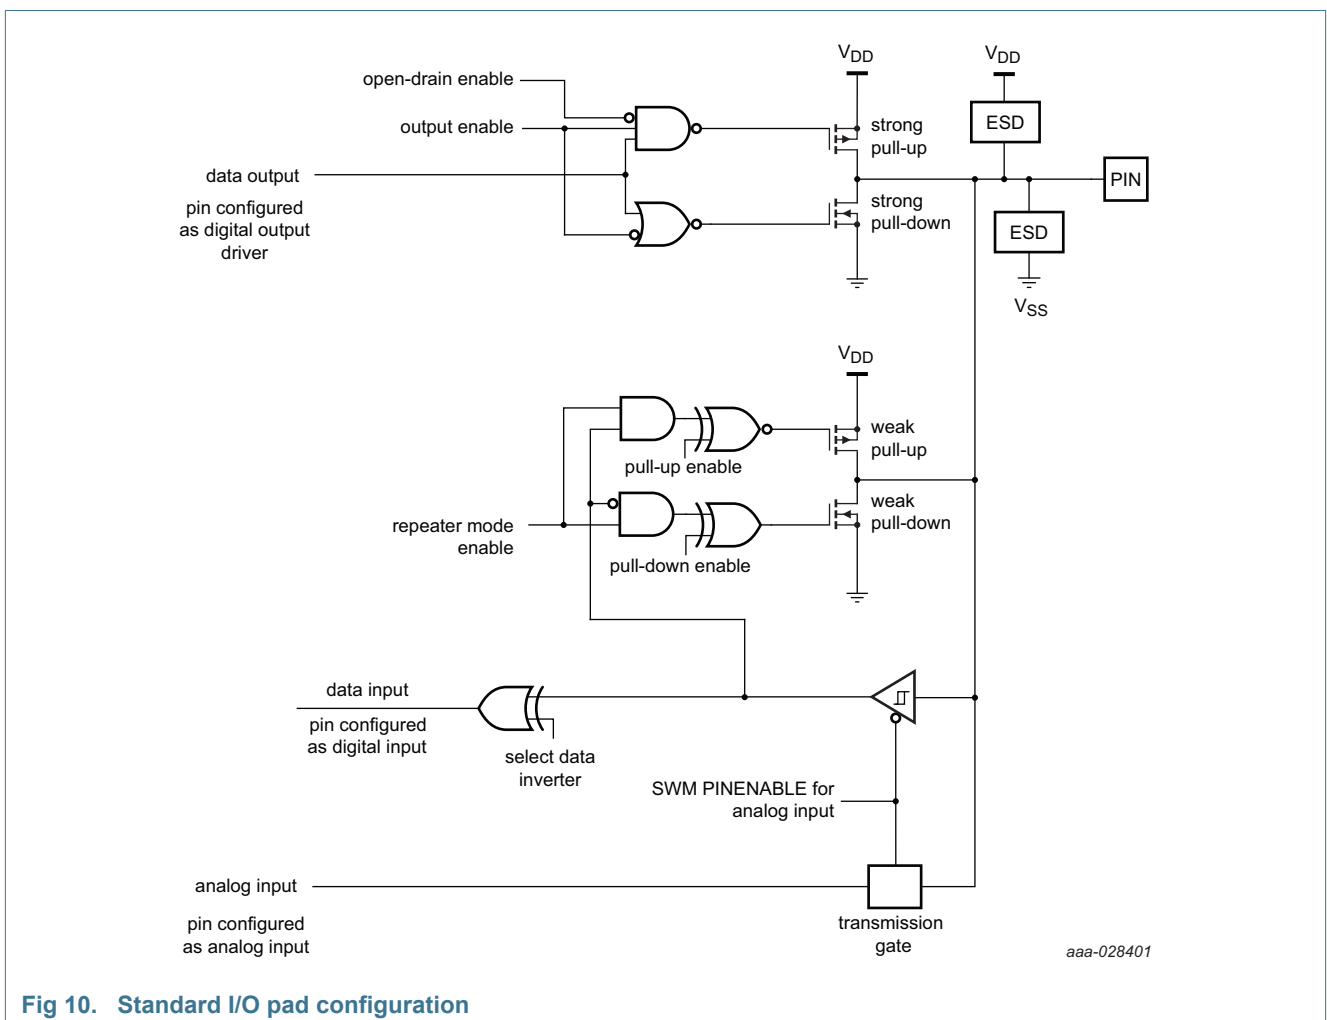 open-drain enable
output enable
data output
pin configured
as digital output
driver
VDD
strong
pull-up
strong
pull-down
VDD
ESD
PIN
ESD
VSS
VDD
weak
pull-up
pull-up enable
weak
pull-down
repeater mode
enable
pull-down enable
data input
pin configured
as digital input
select data
inverter
SWM PINENABLE for
analog input
analog input
pin configured
as analog input
transmission
gate
aaa-028401
Fig 10. Standard I/O pad configuration